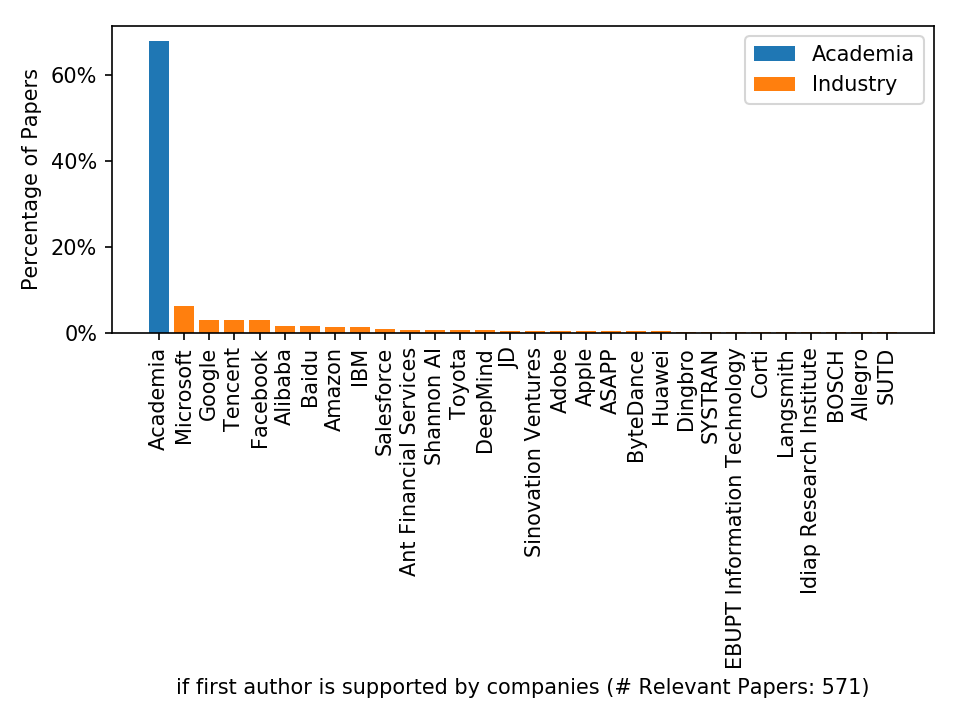 Percentage of Papers
60%
40%
20%
0%
Academia
Industry
Academia
Microsoft
Google
Tencent
Facebook
Alibaba
Baidu
Amazon
IBM
Salesforce
Ant Financial Services
Shannon AI
Toyota
DeepMind
JD
Sinovation Ventures
Adobe
Apple
ASAPP
ByteDance
Huawei
Dingbro
SYSTRAN
EBUPT Information Technology
Corti
Langsmith
Idiap Research Institute
BOSCH
Allegro
SUTD
if first author is supported by companies (# Relevant Papers: 571)